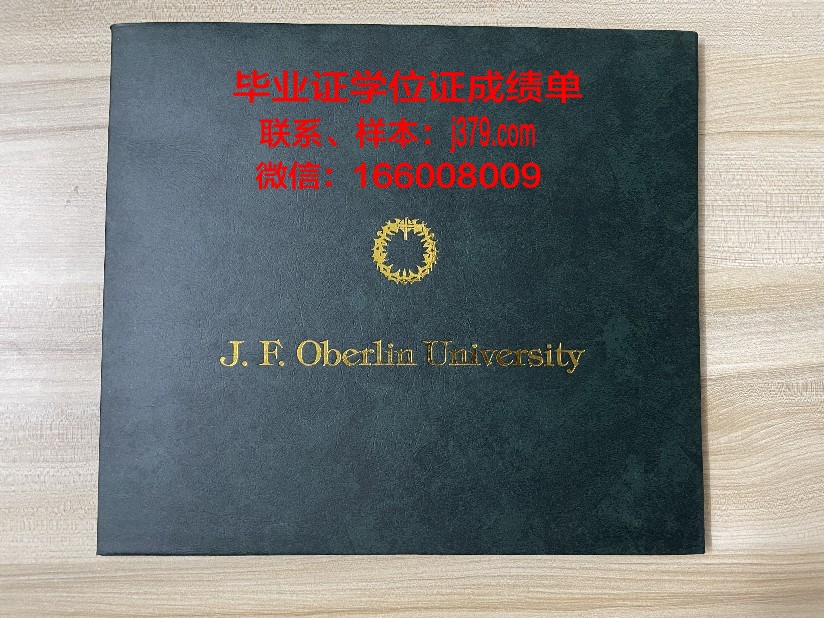 毕业证学位证成绩单
联系、样本：j379.com
微信：166008009
J. F. Oberlin University